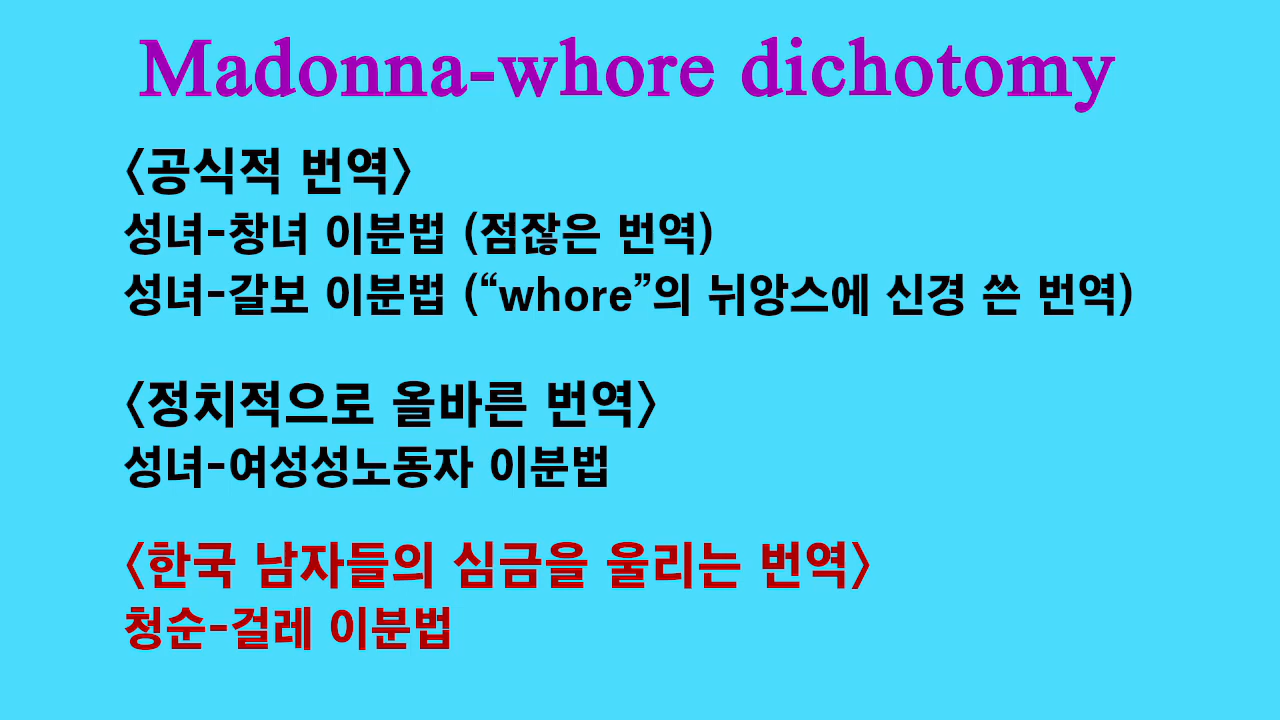 Madonna-whore dichotomy
〈공식적 번역〉
성녀-창녀 이분법 (점잖은 번역)
성녀-갈보 이분법 (“whore”의 뉘앙스에 신경 쓴 번역)
〈정치적으로 올바른 번역〉
성녀-여성성노동자 이분법
〈한국 남자들의 심금을 울리는 번역〉
청순-걸레 이분법